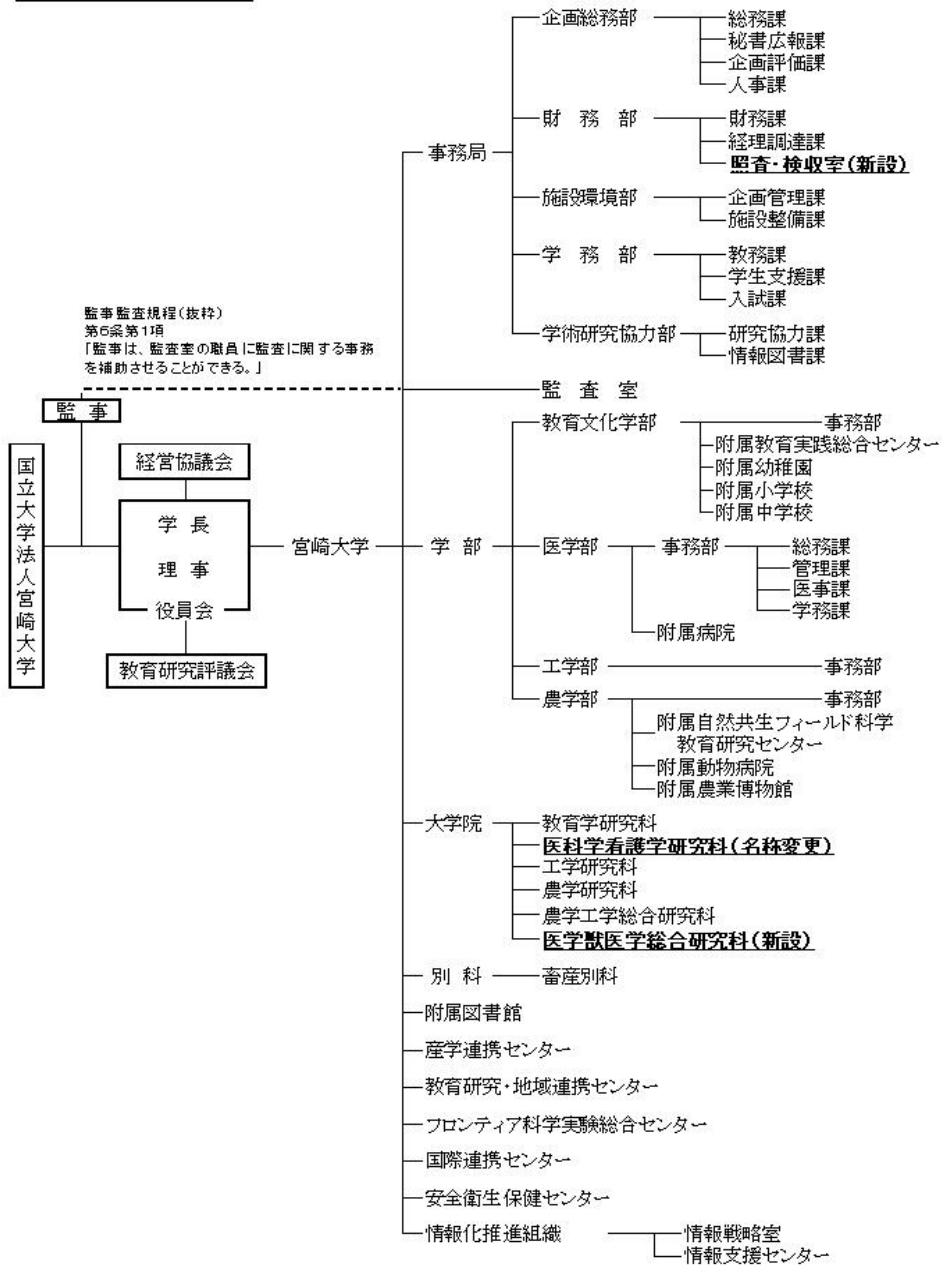 企画総務部
総務課
秘書広報課
企画評価課
人事課
財務部
財務課
経理調達課
照査・検収室(新設)
事務局
施設環境部
企画管理課
施設整備課
学務部
教務課
学生支援課
入試課
学術研究協力部
研究協力課
情報図書課
監事監査規程(抜粋)
第6条第1項
「監事は、監査室の職員に監査に関する事務
を補助させることができる。」
監査室
監事
国立大学法人宮崎大学
経営協議会
学長
理事
役員会
教育研究評議会
宮崎大学
学部
教育文化学部
事務部
附属教育実践総合センター
附属幼稚園
附属小学校
附属中学校
医学部
事務部
総務課
管理課
医事課
学務課
附属病院
工学部
事務部
農学部
事務部
附属自然共生フィールド科学
教育研究センター
附属動物病院
附属農業博物館
大学院
教育学研究科
医科学看護学研究科(名称変更)
工学研究科
農学研究科
農学工学総合研究科
医学獣医学総合研究科(新設)
別科
畜産別科
附属図書館
産学連携センター
教育研究・地域連携センター
フロンティア科学実験総合センター
国際連携センター
安全衛生保健センター
情報化推進組織
情報戦略室
情報支援センター